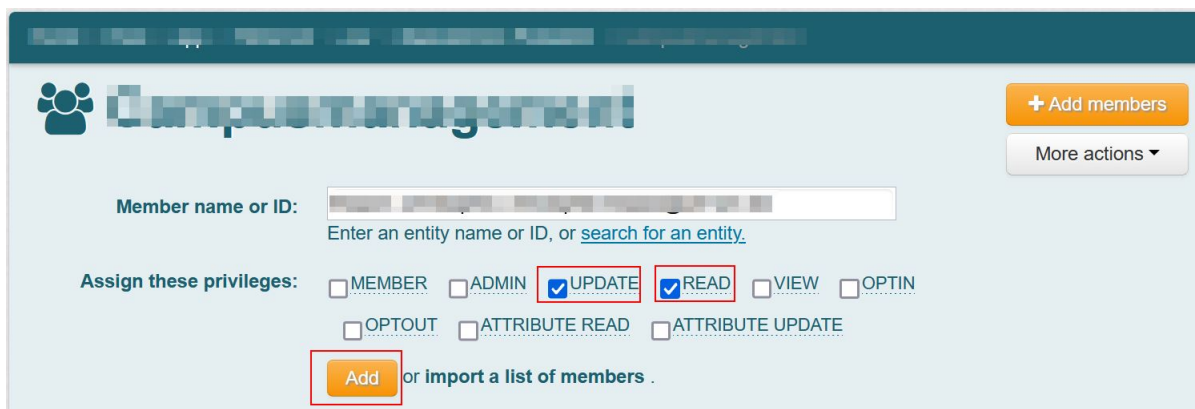 + Add members
More actions
Member name or ID:
Enter an entity name or ID, or search for an entity.
Assign these privileges: MEMBER ADMIN UPDATE READ VIEW OPTIN
OPTOUT ATTRIBUTE READ ATTRIBUTE UPDATE
Add or import a list of members .